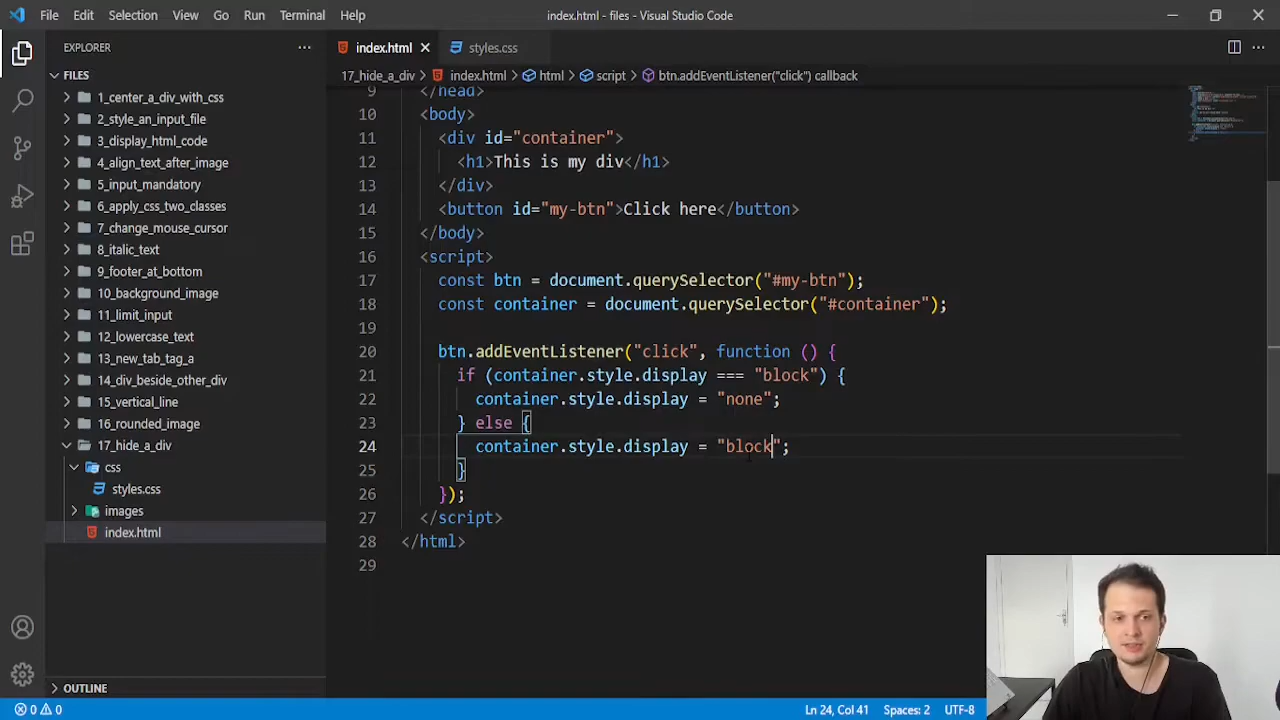 File Edit Selection View Go Run Terminal Help
index.html - files - Visual Studio Code
EXPLORER
FILES
1_center_a_div_with_css
2_style_an_input_file
3_display_html_code
4_align_text_after_image
5_input_mandatory
6_apply_css_two_classes
7_change_mouse_cursor
8_italic_text
9_footer_at_bottom
10_background_image
11_limit_input
12_lowercase_text
13_new_tab_tag_a
14_div_beside_other_div
15_vertical_line
16_rounded_image
17_hide_a_div
css
styles.css
images
index.html
OUTLINE
index.html styles.css
17_hide_a_div index.html html script btn.addEventListener("click") callback
9 </head>
10 <body>
11 <div id="container">
12 <h1>This is my div</h1>
13 </div>
14 <button id="my-btn">Click here</button>
15 </body>
16 <script>
17 const btn = document.querySelector("#my-btn");
18 const container = document.querySelector("#container");
19
20 btn.addEventListener("click", function () {
21 if (container.style.display === "block") {
22 container.style.display = "none";
23 } else {
24 container.style.display = "block";
25 }
26 });
27 </script>
28 </html>
29
0 0 Ln 24, Col 41 Spaces: 2 UTF-8